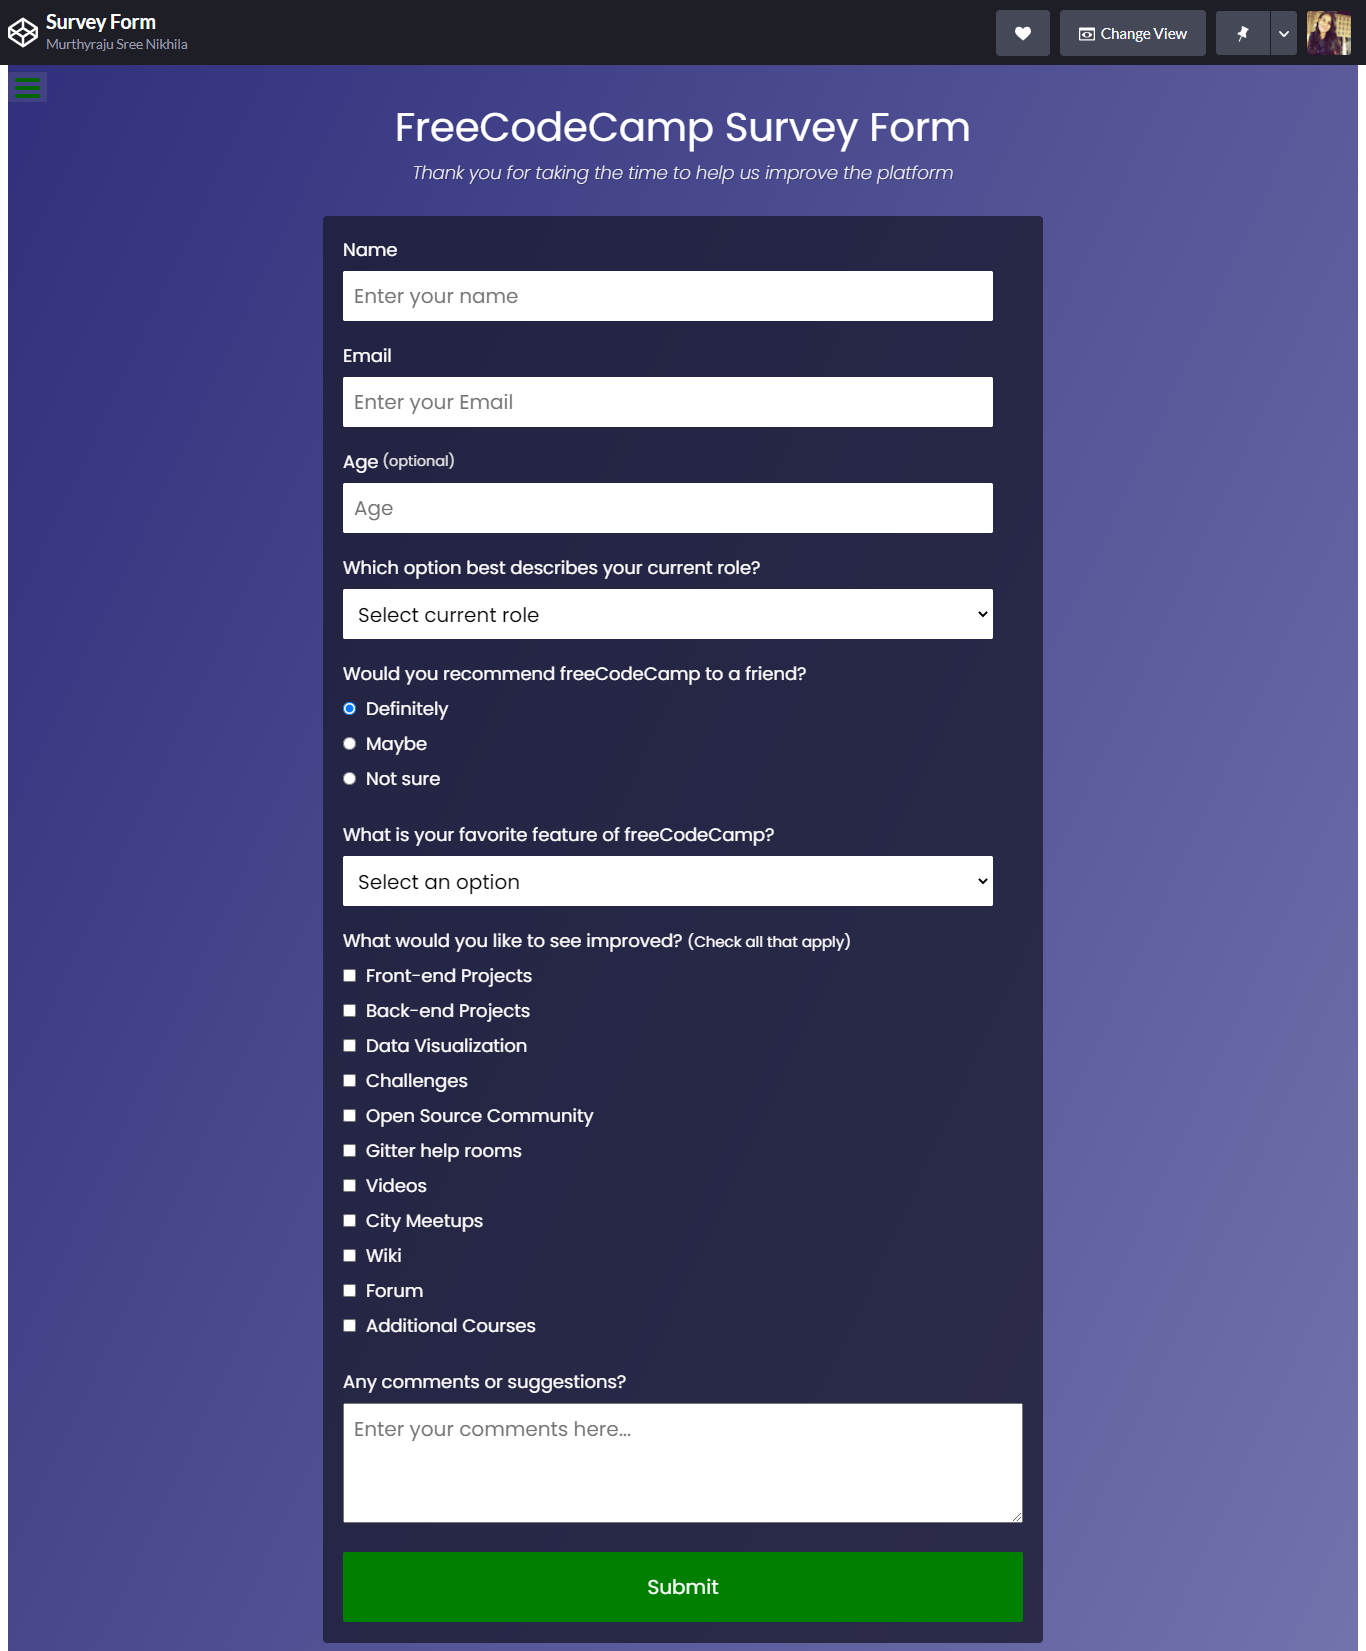 Survey Form
Murthyraju Sree Nikhila
Change View
FreeCodeCamp Survey Form
Thank you for taking the time to help us improve the platform
Name
Enter your name
Email
Enter your Email
Age (optional)
Age
Which option best describes your current role?
Select current role
Would you recommend freeCodeCamp to a friend?
Definitely
Maybe
Not sure
What is your favorite feature of freeCodeCamp?
Select an option
What would you like to see improved? (Check all that apply)
Front-end Projects
Back-end Projects
Data Visualization
Challenges
Open Source Community
Gitter help rooms
Videos
City Meetups
Wiki
Forum
Additional Courses
Any comments or suggestions?
Enter your comments here...
Submit